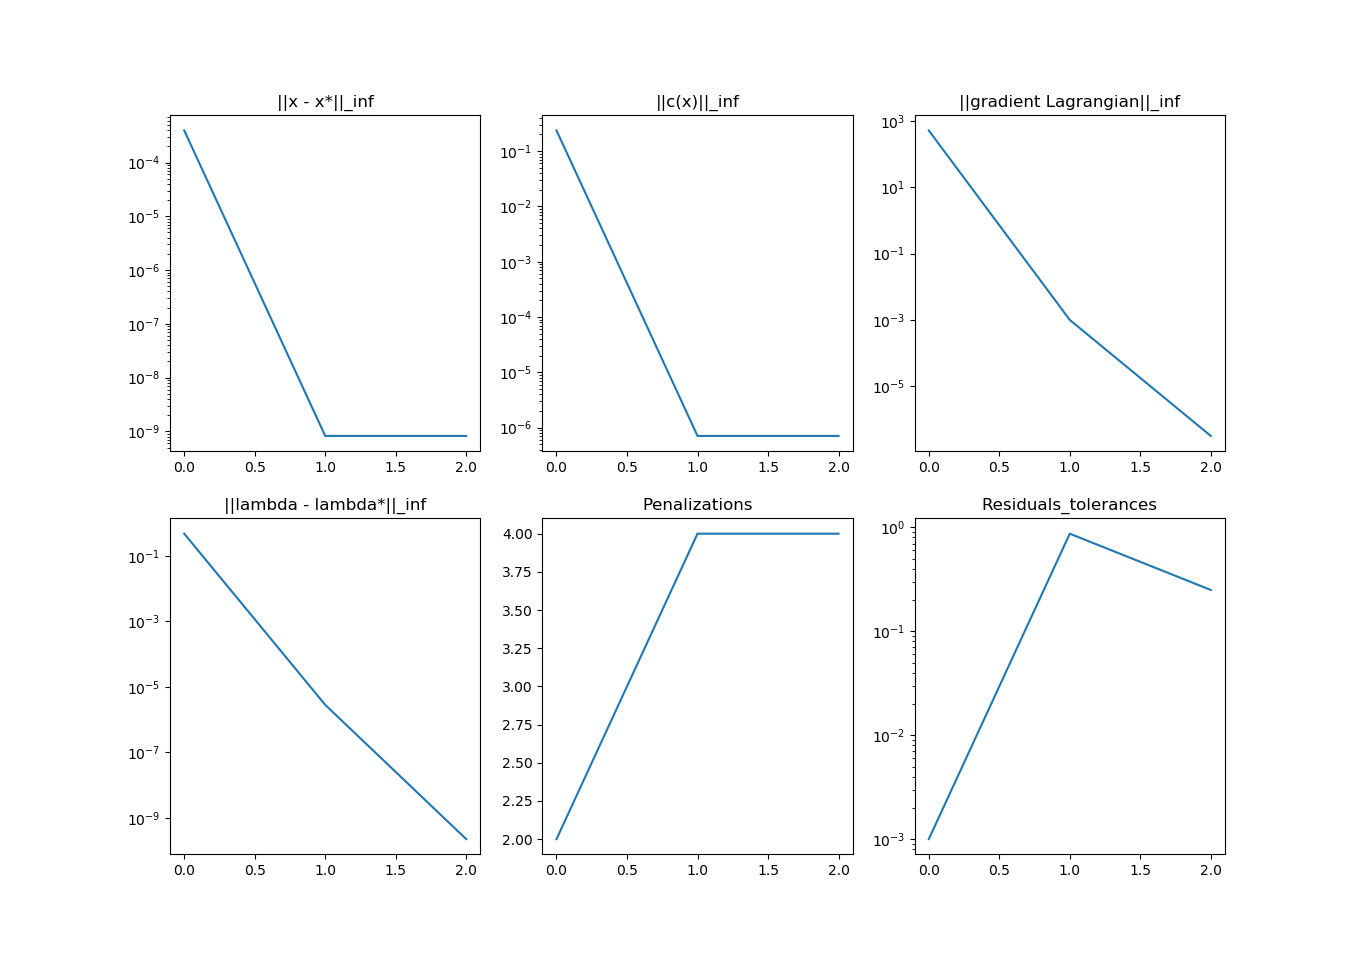 ||x - x*||_inf
||c(x)||_inf
||gradient Lagrangian||_inf
10⁻⁴
10⁻⁵
10⁻⁶
10⁻⁷
10⁻⁸
10⁻⁹
0.0 0.5 1.0 1.5 2.0
10⁻¹
10⁻²
10⁻³
10⁻⁴
10⁻⁵
10⁻⁶
0.0 0.5 1.0 1.5 2.0
10³
10¹
10⁻¹
10⁻³
10⁻⁵
0.0 0.5 1.0 1.5 2.0
||lambda - lambda*||_inf
Penalizations
Residuals_tolerances
10⁻¹
10⁻³
10⁻⁵
10⁻⁷
10⁻⁹
0.0 0.5 1.0 1.5 2.0
4.00
3.75
3.50
3.25
3.00
2.75
2.50
2.25
2.00
0.0 0.5 1.0 1.5 2.0
10⁰
10⁻¹
10⁻²
10⁻³
0.0 0.5 1.0 1.5 2.0